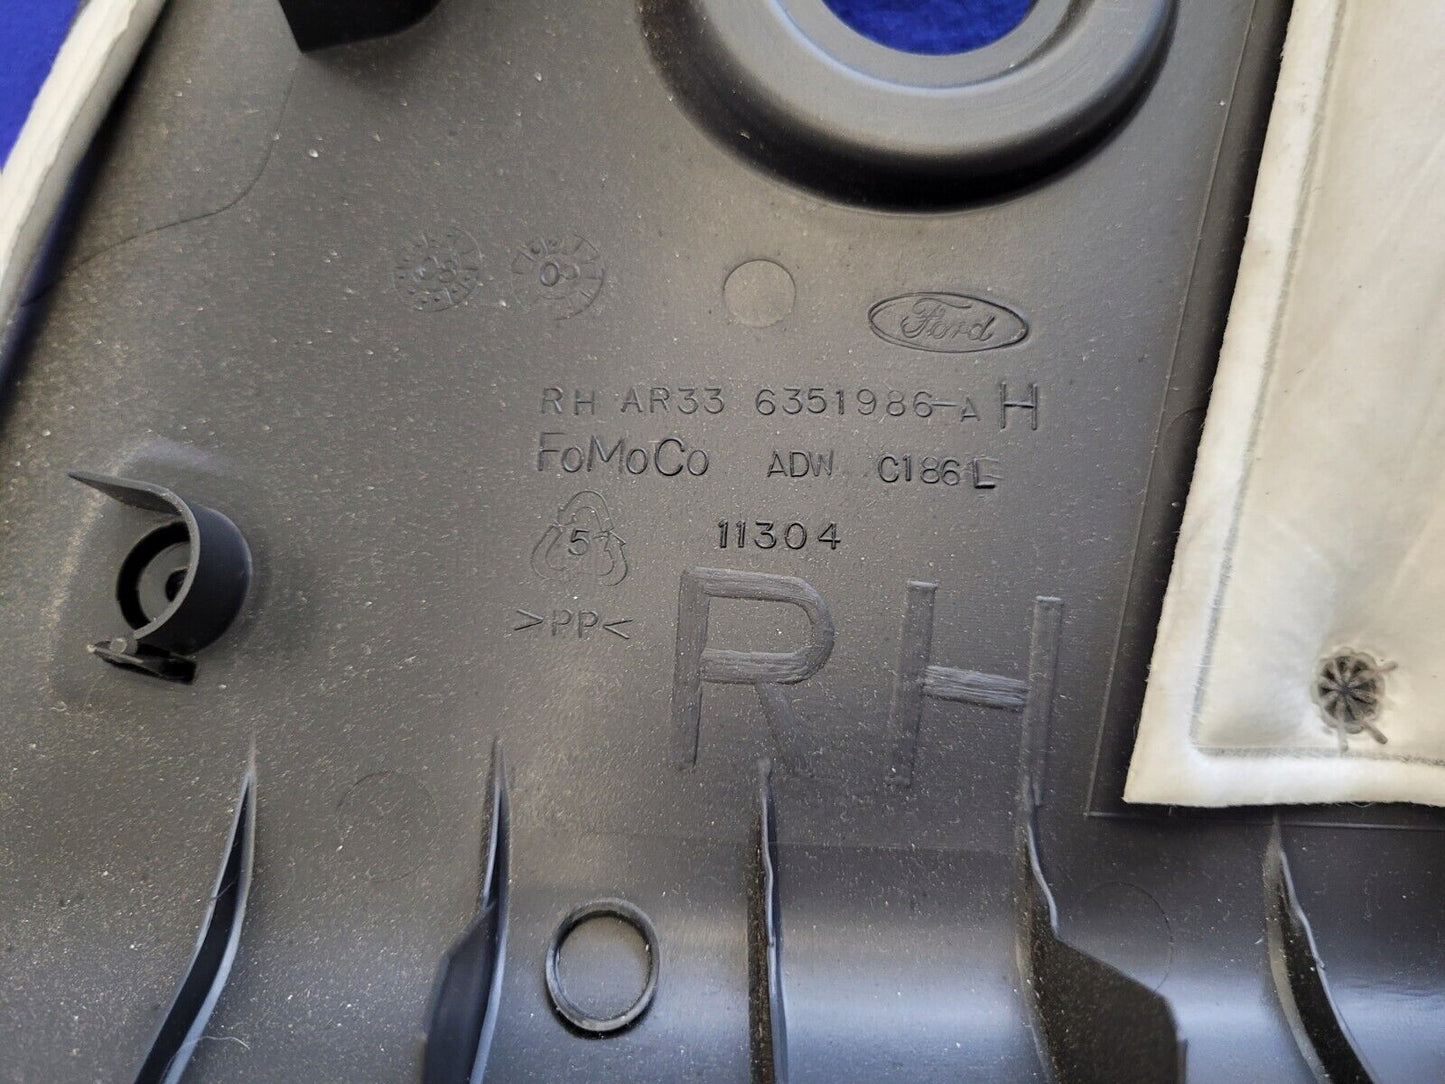 Ford
RH AR33 6351986-A H
FoMoCo ADW C186L
5 11304
>PP<
RH